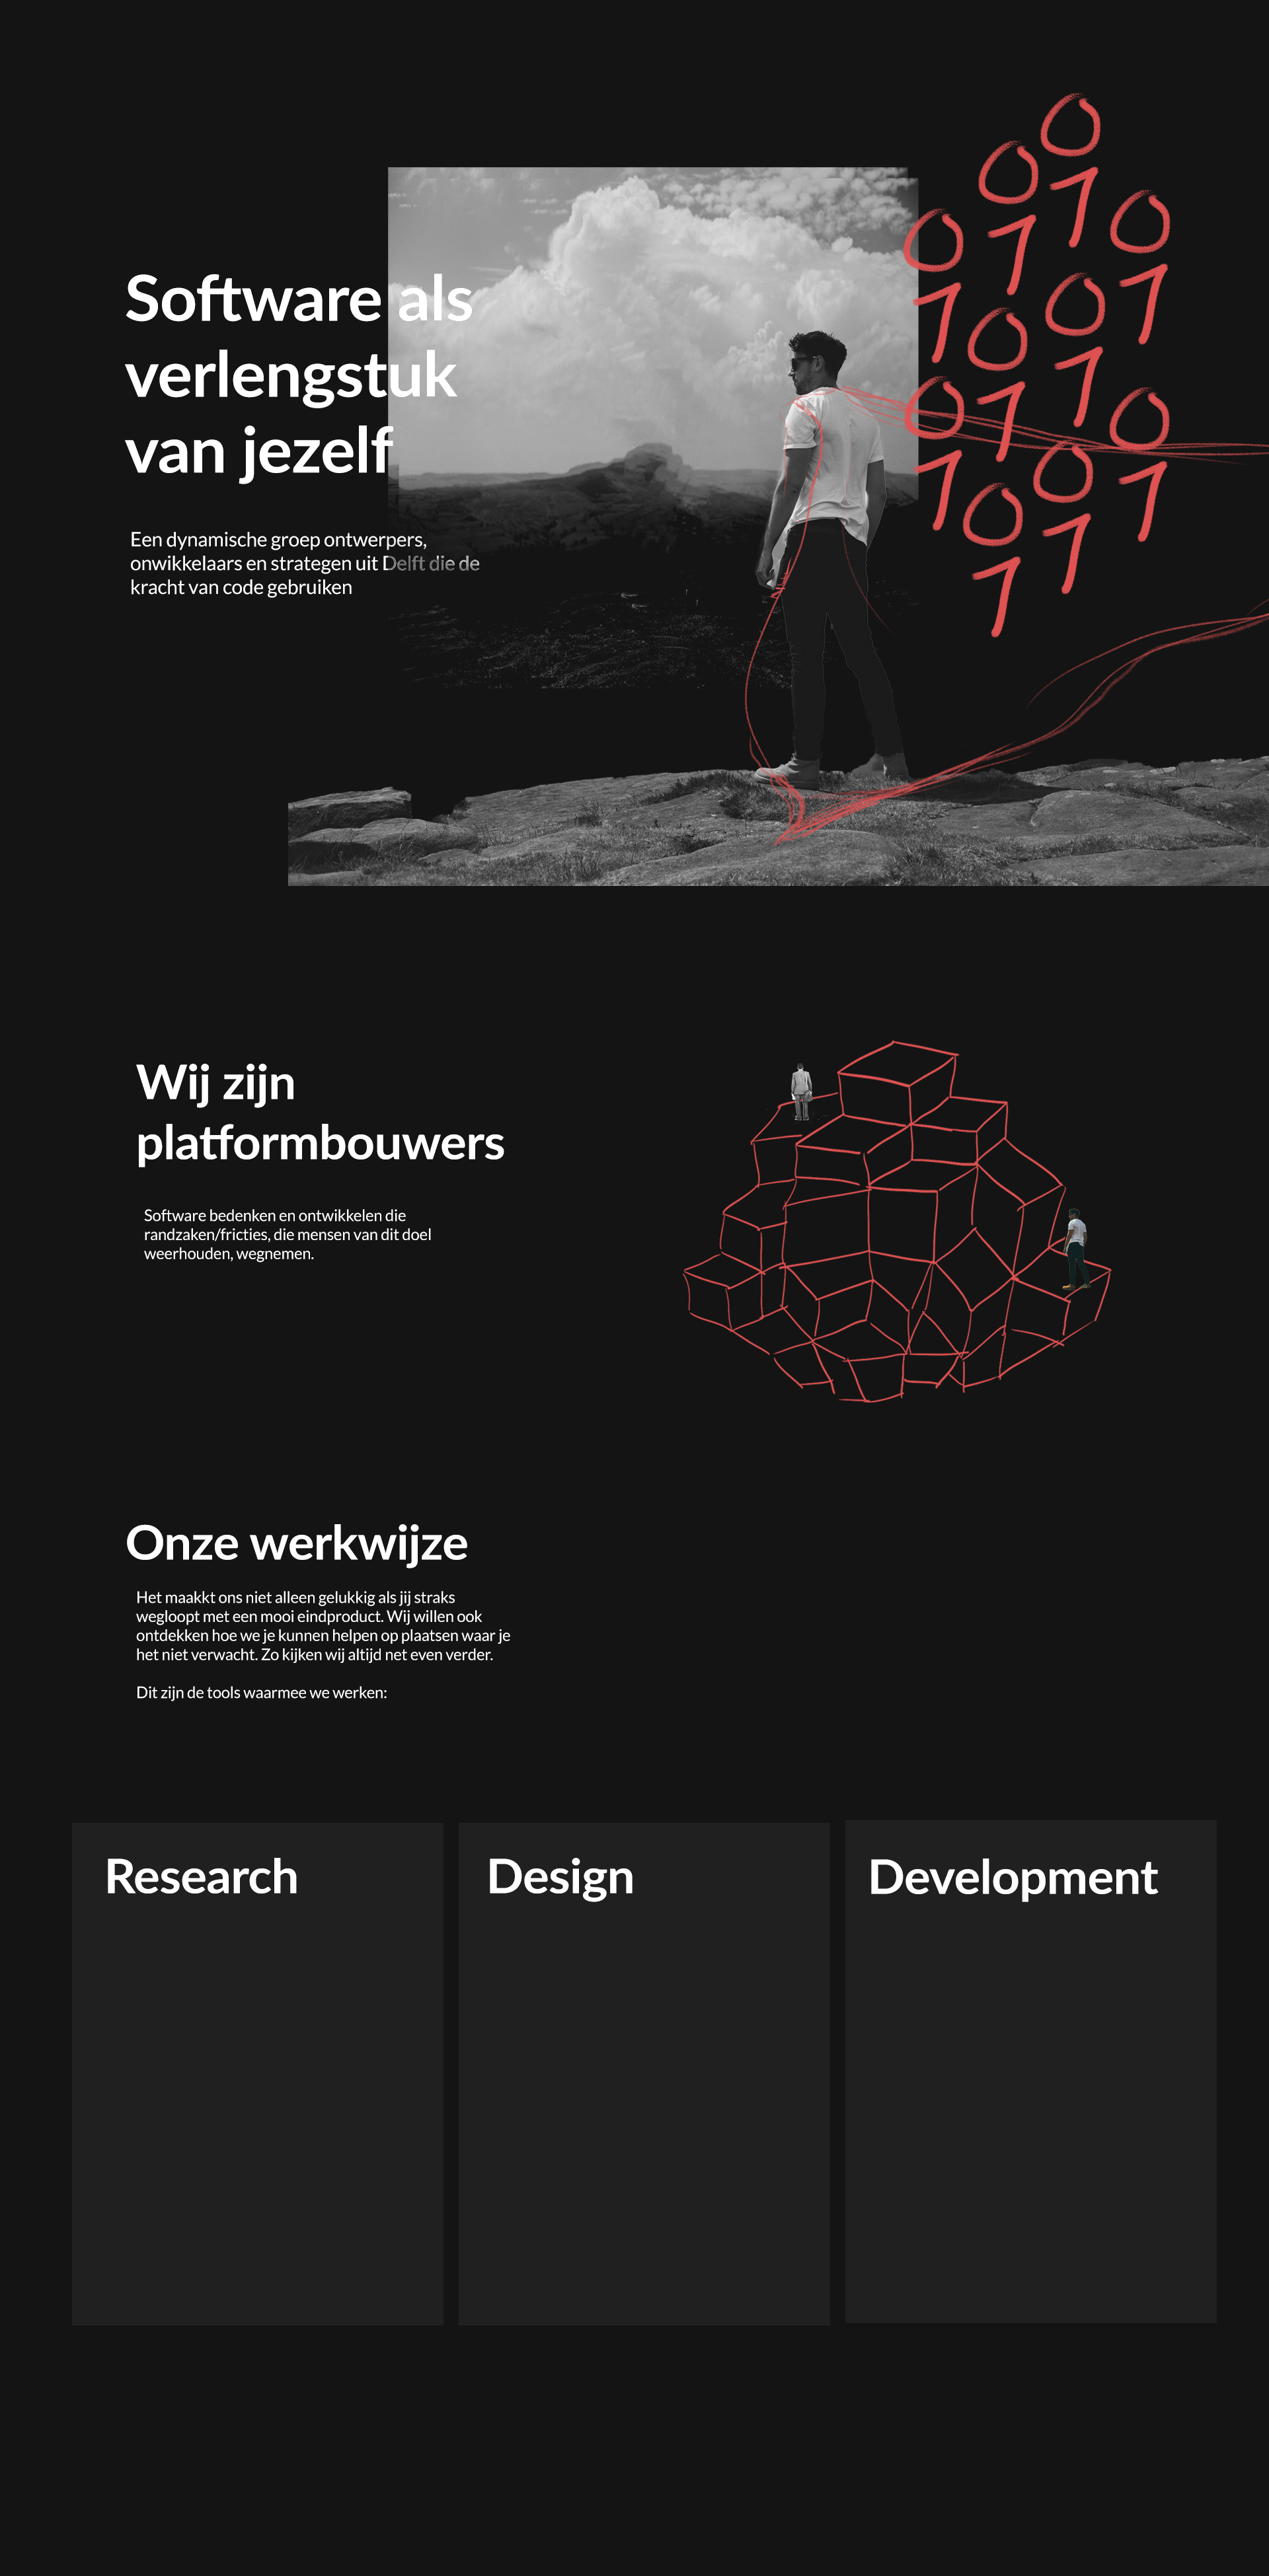 Software als
verlengstuk
van jezelf
Een dynamische groep ontwerpers,
onwikkelaars en strategen uit Delft die de
kracht van code gebruiken
0
0
1
0
0
1
1
1
0
0
1
1
0
0
1
0
1
0
1
1
0
1
1
1
Wij zijn
platformbouwers
Software bedenken en ontwikkelen die
randzaken/fricties, die mensen van dit doel
weerhouden, wegnemen.
Onze werkwijze
Het maakkt ons niet alleen gelukkig als jij straks
wegloopt met een mooi eindproduct. Wij willen ook
ontdekken hoe we je kunnen helpen op plaatsen waar je
het niet verwacht. Zo kijken wij altijd net even verder.
Dit zijn de tools waarmee we werken:
Research
Design
Development